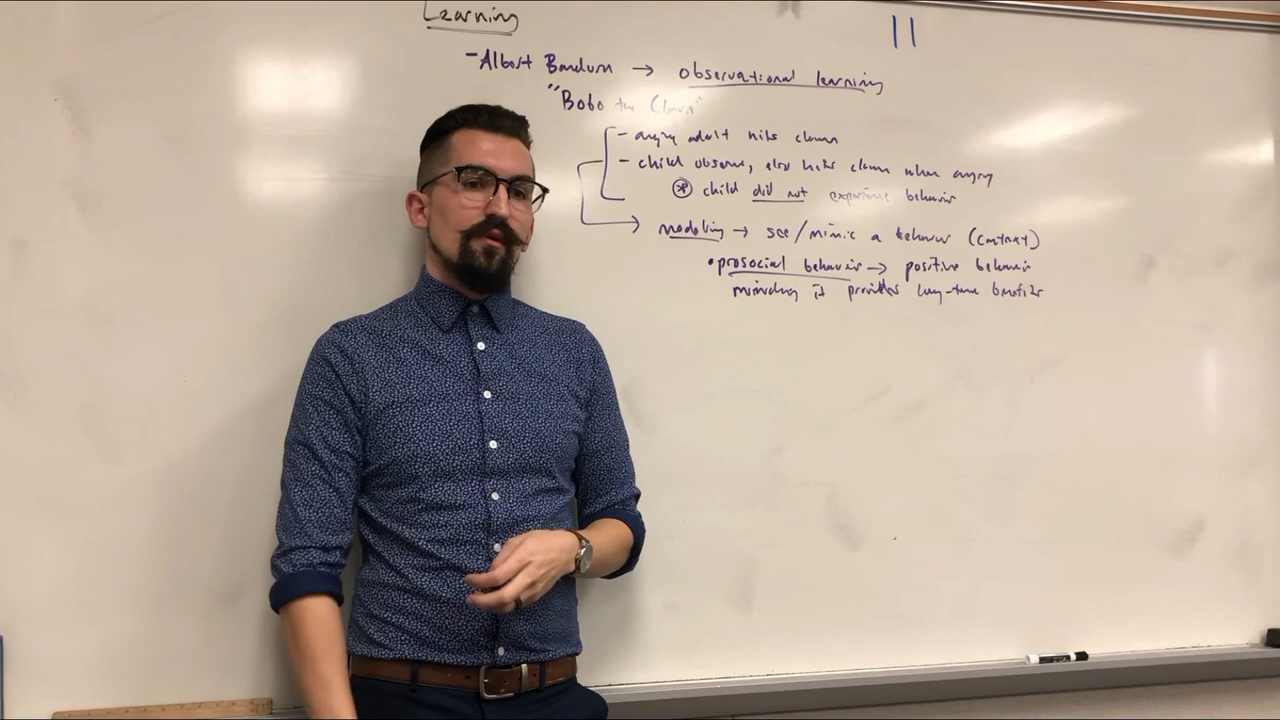 Learning
11
- Albert Bandura → observational learning
"Bobo the Clown"
- angry adult hits clown
- child observes, also hits clown when angry
* child did not experience behavior
modeling → see/mimic a behavior (context)
• prosocial behavior → positive behavior
mimicking it provides long-term benefits